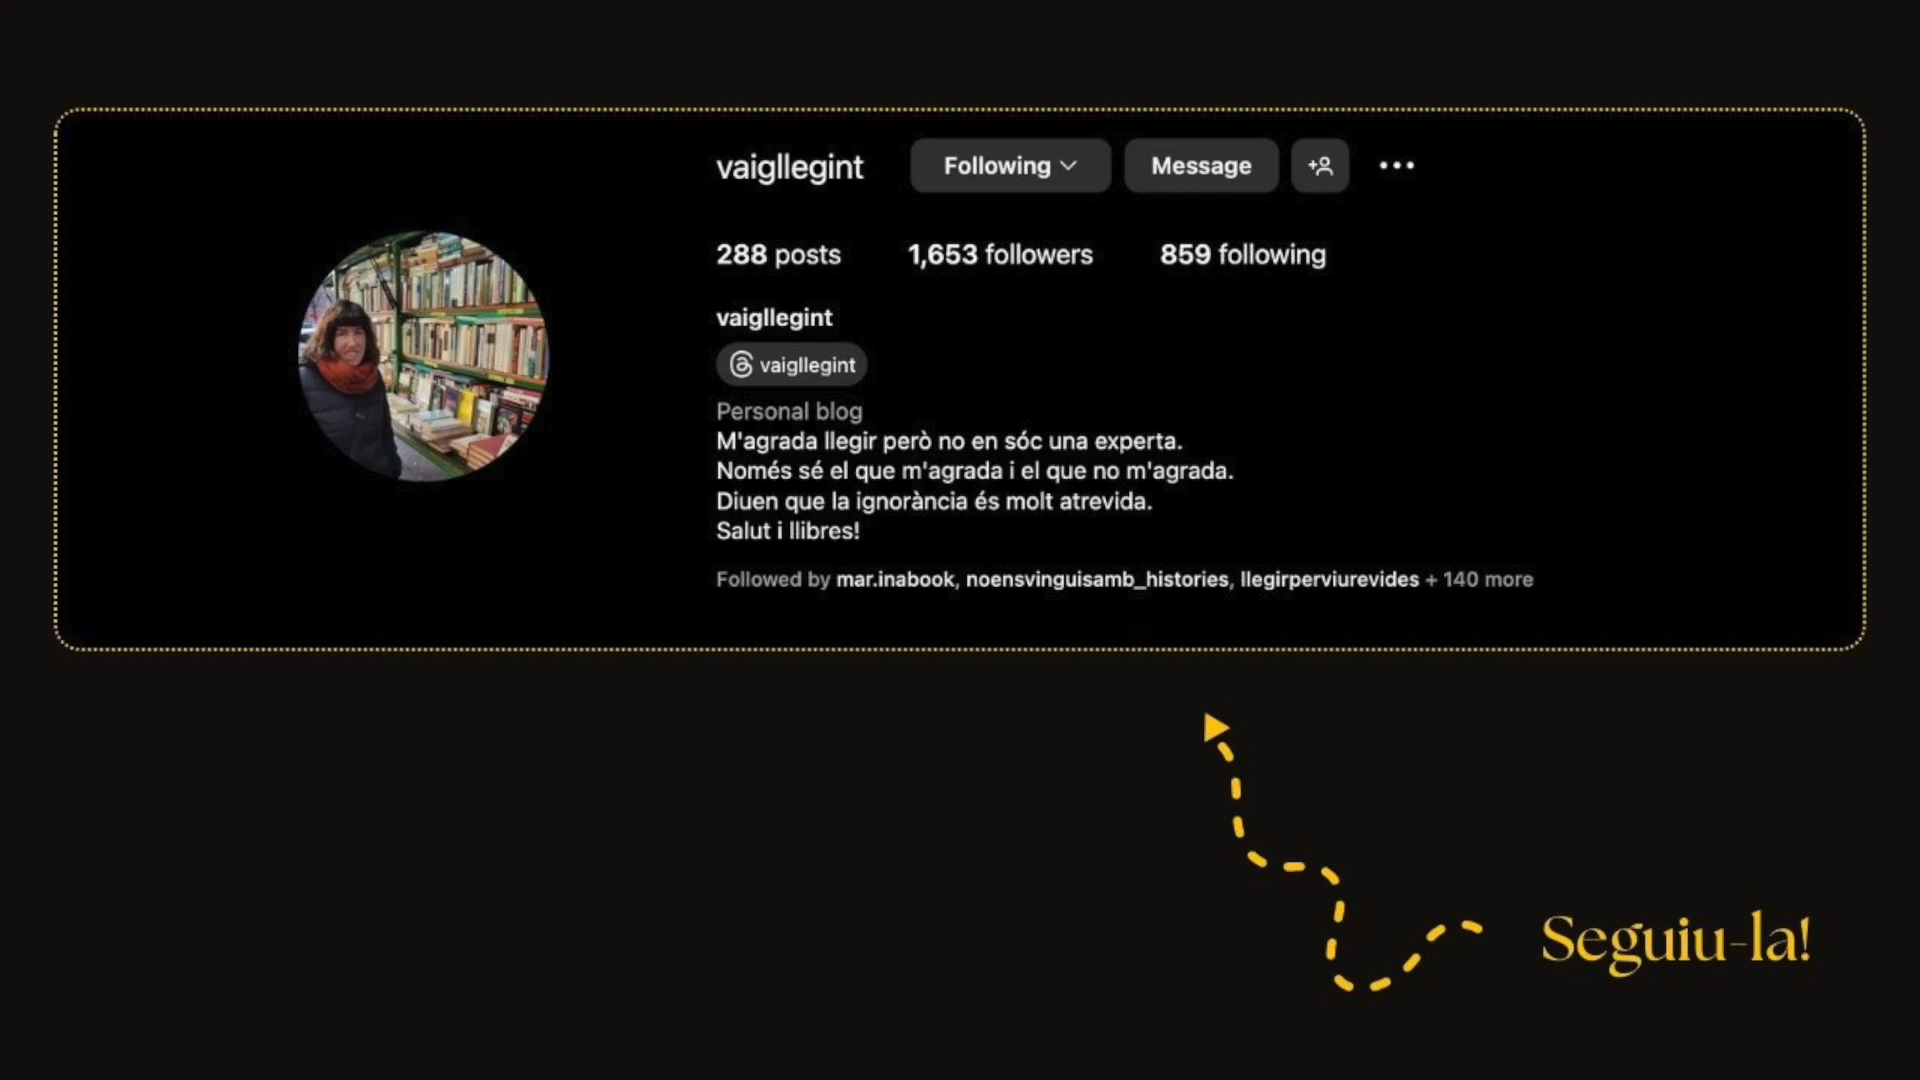 vaigllegint Following Message
288 posts 1,653 followers 859 following
vaigllegint
vaigllegint
Personal blog
M'agrada llegir però no en sóc una experta.
Només sé el que m'agrada i el que no m'agrada.
Diuen que la ignorància és molt atrevida.
Salut i llibres!
Followed by mar.inabook, noensvinguisamb_histories, llegirperviurevides + 140 more
Seguiu-la!